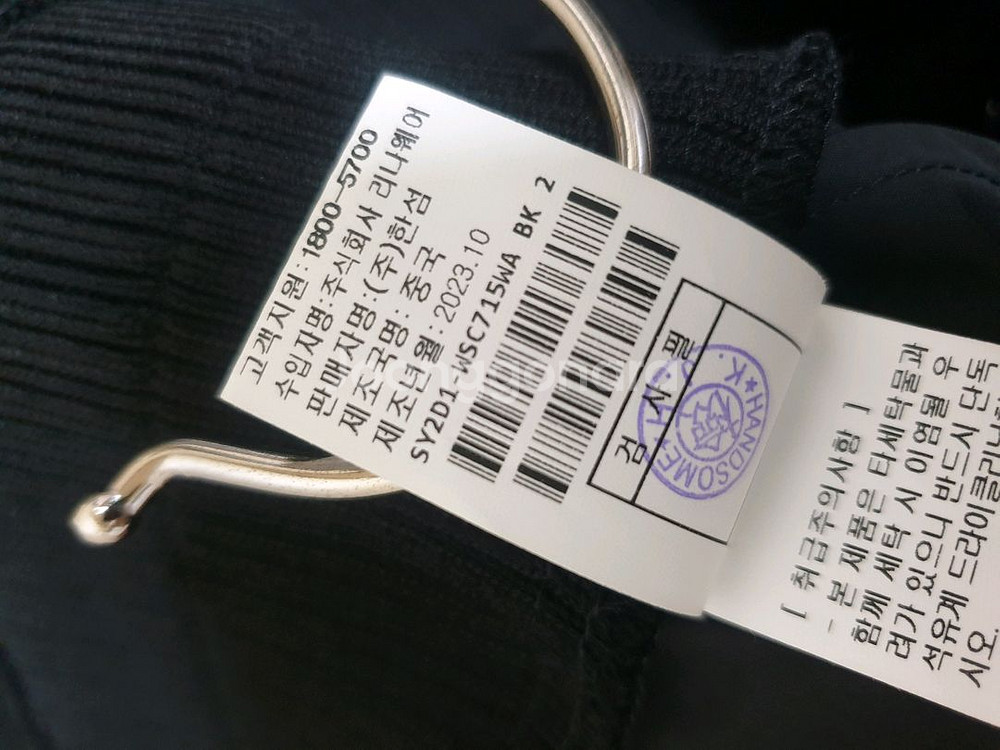 고객지원:1800-5700
수입자명:주식회사 리나웨어
판매자명:(주)한섬
제조국명: 중국
제조년월:2023.10
SY2D1 WSC715WA BK 2
검 사 필
HANDSOME
H.K.
[ 취급주의사항 ]
- 본 제품은 타세탁물과
함께 세탁 시 이염될 우
려가 있으니 반드시 단독
석유계 드라이클리닝
시오.